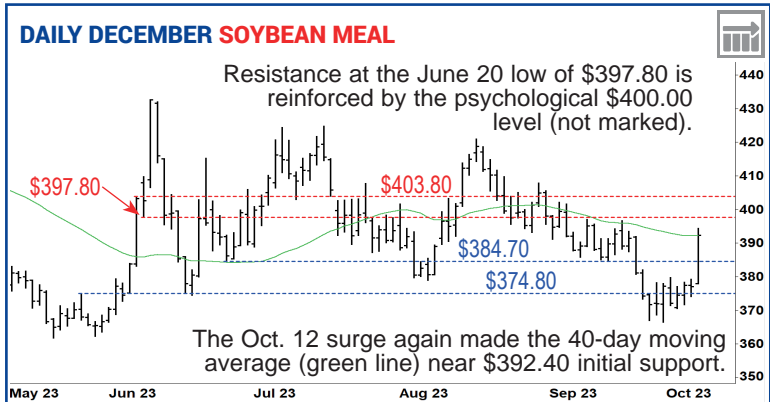 DAILY DECEMBER SOYBEAN MEAL
Resistance at the June 20 low of $397.80 is
reinforced by the psychological $400.00
level (not marked).
440
430
420
410
400
390
380
370
360
350
$397.80
$403.80
$384.70
$374.80
The Oct. 12 surge again made the 40-day moving
average (green line) near $392.40 initial support.
May 23 Jun 23 Jul 23 Aug 23 Sep 23 Oct 23